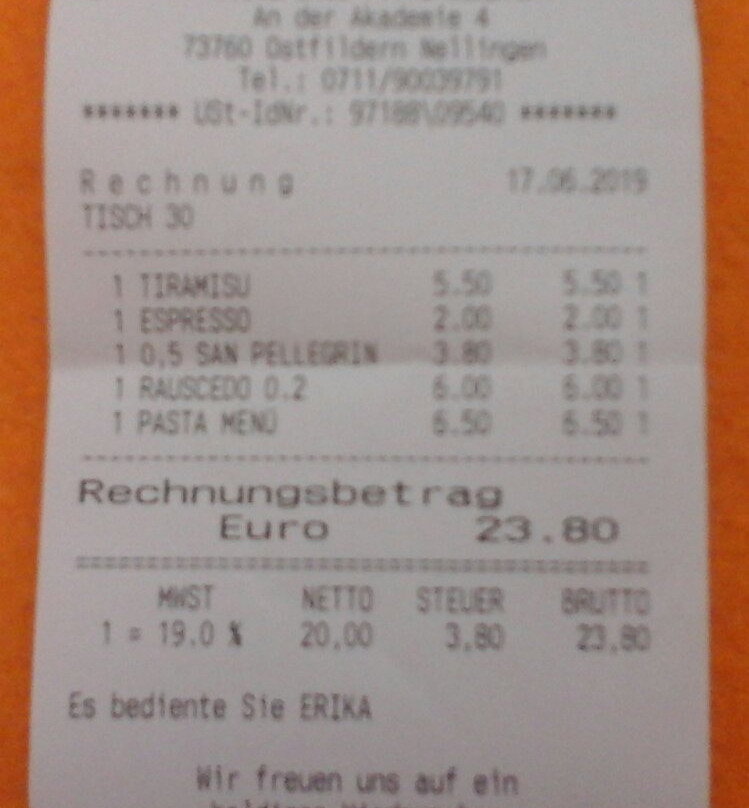 An der Akademie 4
73760 Ostfildern Nellingen
Tel.: 0711/90039791
******* USt-IdNr.: 97188\09540 *******
Rechnung 17.06.2019
TISCH 30
1 TIRAMISU 5.50 5.50 1
1 ESPRESSO 2.00 2.00 1
1 0,5 SAN PELLEGRIN 3.80 3.80 1
1 RAUSCEDO 0.2 6.00 6.00 1
1 PASTA MENÜ 6.50 6.50 1
Rechnungsbetrag
Euro 23.80
MWST NETTO STEUER BRUTTO
1 = 19.0 % 20,00 3,80 23,80
Es bediente Sie ERIKA
Wir freuen uns auf ein